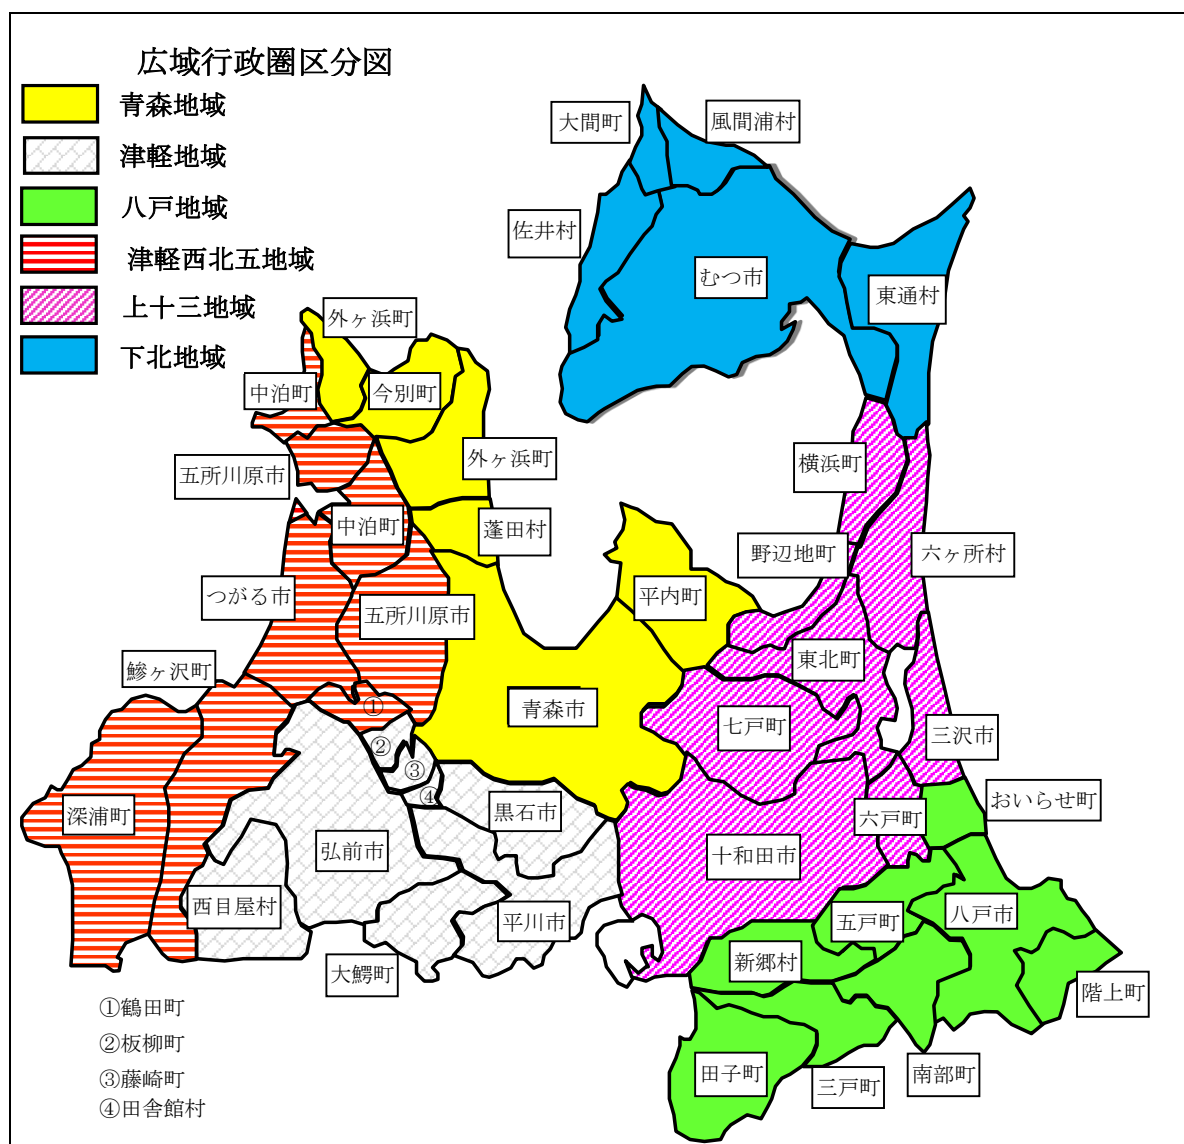 広域行政圏区分図
青森地域
津軽地域
八戸地域
津軽西北五地域
上十三地域
下北地域
大間町
風間浦村
佐井村
むつ市
東通村
外ヶ浜町
中泊町
今別町
五所川原市
外ヶ浜町
横浜町
中泊町
蓬田村
野辺地町
六ヶ所村
つがる市
五所川原市
平内町
鰺ヶ沢町
東北町
青森市
七戸町
三沢市
①
②
③
④
深浦町
黒石市
おいらせ町
六戸町
弘前市
十和田市
西目屋村
平川市
五戸町
八戸市
大鰐町
新郷村
階上町
田子町
三戸町
南部町
①鶴田町
②板柳町
③藤崎町
④田舎館村